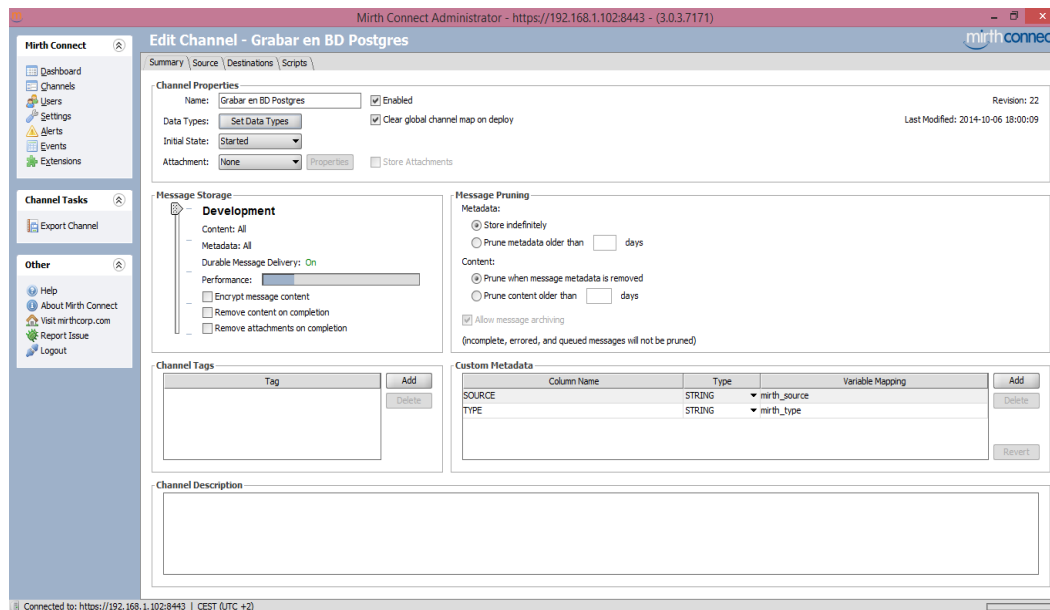 Mirth Connect Administrator - https://192.168.1.102:8443 - (3.0.3.7171)
Mirth Connect
Dashboard
Channels
Users
Settings
Alerts
Events
Extensions
Channel Tasks
Export Channel
Other
Help
About Mirth Connect
Visit mirthcorp.com
Report Issue
Logout
Edit Channel - Grabar en BD Postgres
mirth connec
Summary Source Destinations Scripts
Channel Properties
Name: Grabar en BD Postgres Enabled Revision: 22
Data Types: Set Data Types Clear global channel map on deploy Last Modified: 2014-10-06 18:00:09
Initial State: Started
Attachment: None Properties Store Attachments
Message Storage
Development
Content: All
Metadata: All
Durable Message Delivery: On
Performance:
Encrypt message content
Remove content on completion
Remove attachments on completion
Message Pruning
Metadata:
Store indefinitely
Prune metadata older than days
Content:
Prune when message metadata is removed
Prune content older than days
Allow message archiving
(incomplete, errored, and queued messages will not be pruned)
Channel Tags
Tag Add
Delete
Custom Metadata
Column Name Type Variable Mapping Add
SOURCE STRING mirth_source Delete
TYPE STRING mirth_type
Revert
Channel Description
Connected to: https://192.168.1.102:8443 | CEST (UTC +2)